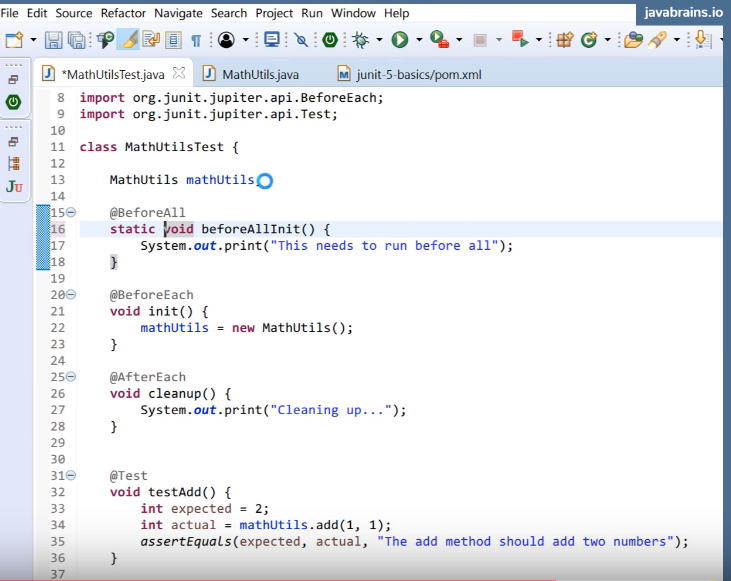 File Edit Source Refactor Navigate Search Project Run Window Help
javabrains.io
*MathUtilsTest.java MathUtils.java junit-5-basics/pom.xml
8 import org.junit.jupiter.api.BeforeEach;
9 import org.junit.jupiter.api.Test;
10
11 class MathUtilsTest {
12
13 MathUtils mathUtils;
14
15 @BeforeAll
16 static void beforeAllInit() {
17 System.out.print("This needs to run before all");
18 }
19
20 @BeforeEach
21 void init() {
22 mathUtils = new MathUtils();
23 }
24
25 @AfterEach
26 void cleanup() {
27 System.out.print("Cleaning up...");
28 }
29
30
31 @Test
32 void testAdd() {
33 int expected = 2;
34 int actual = mathUtils.add(1, 1);
35 assertEquals(expected, actual, "The add method should add two numbers");
36 }
37
JU